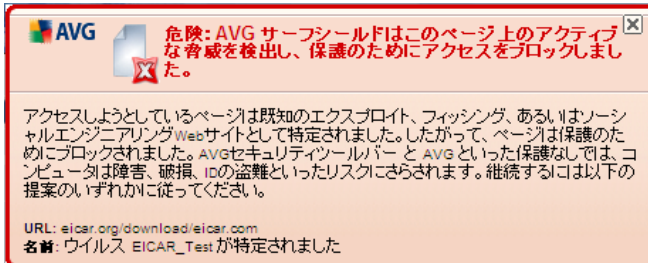 AVG
危険: AVG サーフシールドはこのページ上のアクティブ
な脅威を検出し、保護のためにアクセスをブロックしまし
た。
アクセスしようとしているページは既知のエクスプロイト、フィッシング、あるいはソーシ
ャルエンジニアリングWebサイトとして特定されました。したがって、ページは保護のた
めにブロックされました。AVGセキュリティツールバー と AVG といった保護なしでは、コ
ンピュータは障害、破損、IDの盗難といったリスクにさらされます。継続するには以下の
提案のいずれかに従ってください。
URL: eicar.org/download/eicar.com
名前: ウイルス EICAR_Test が特定されました